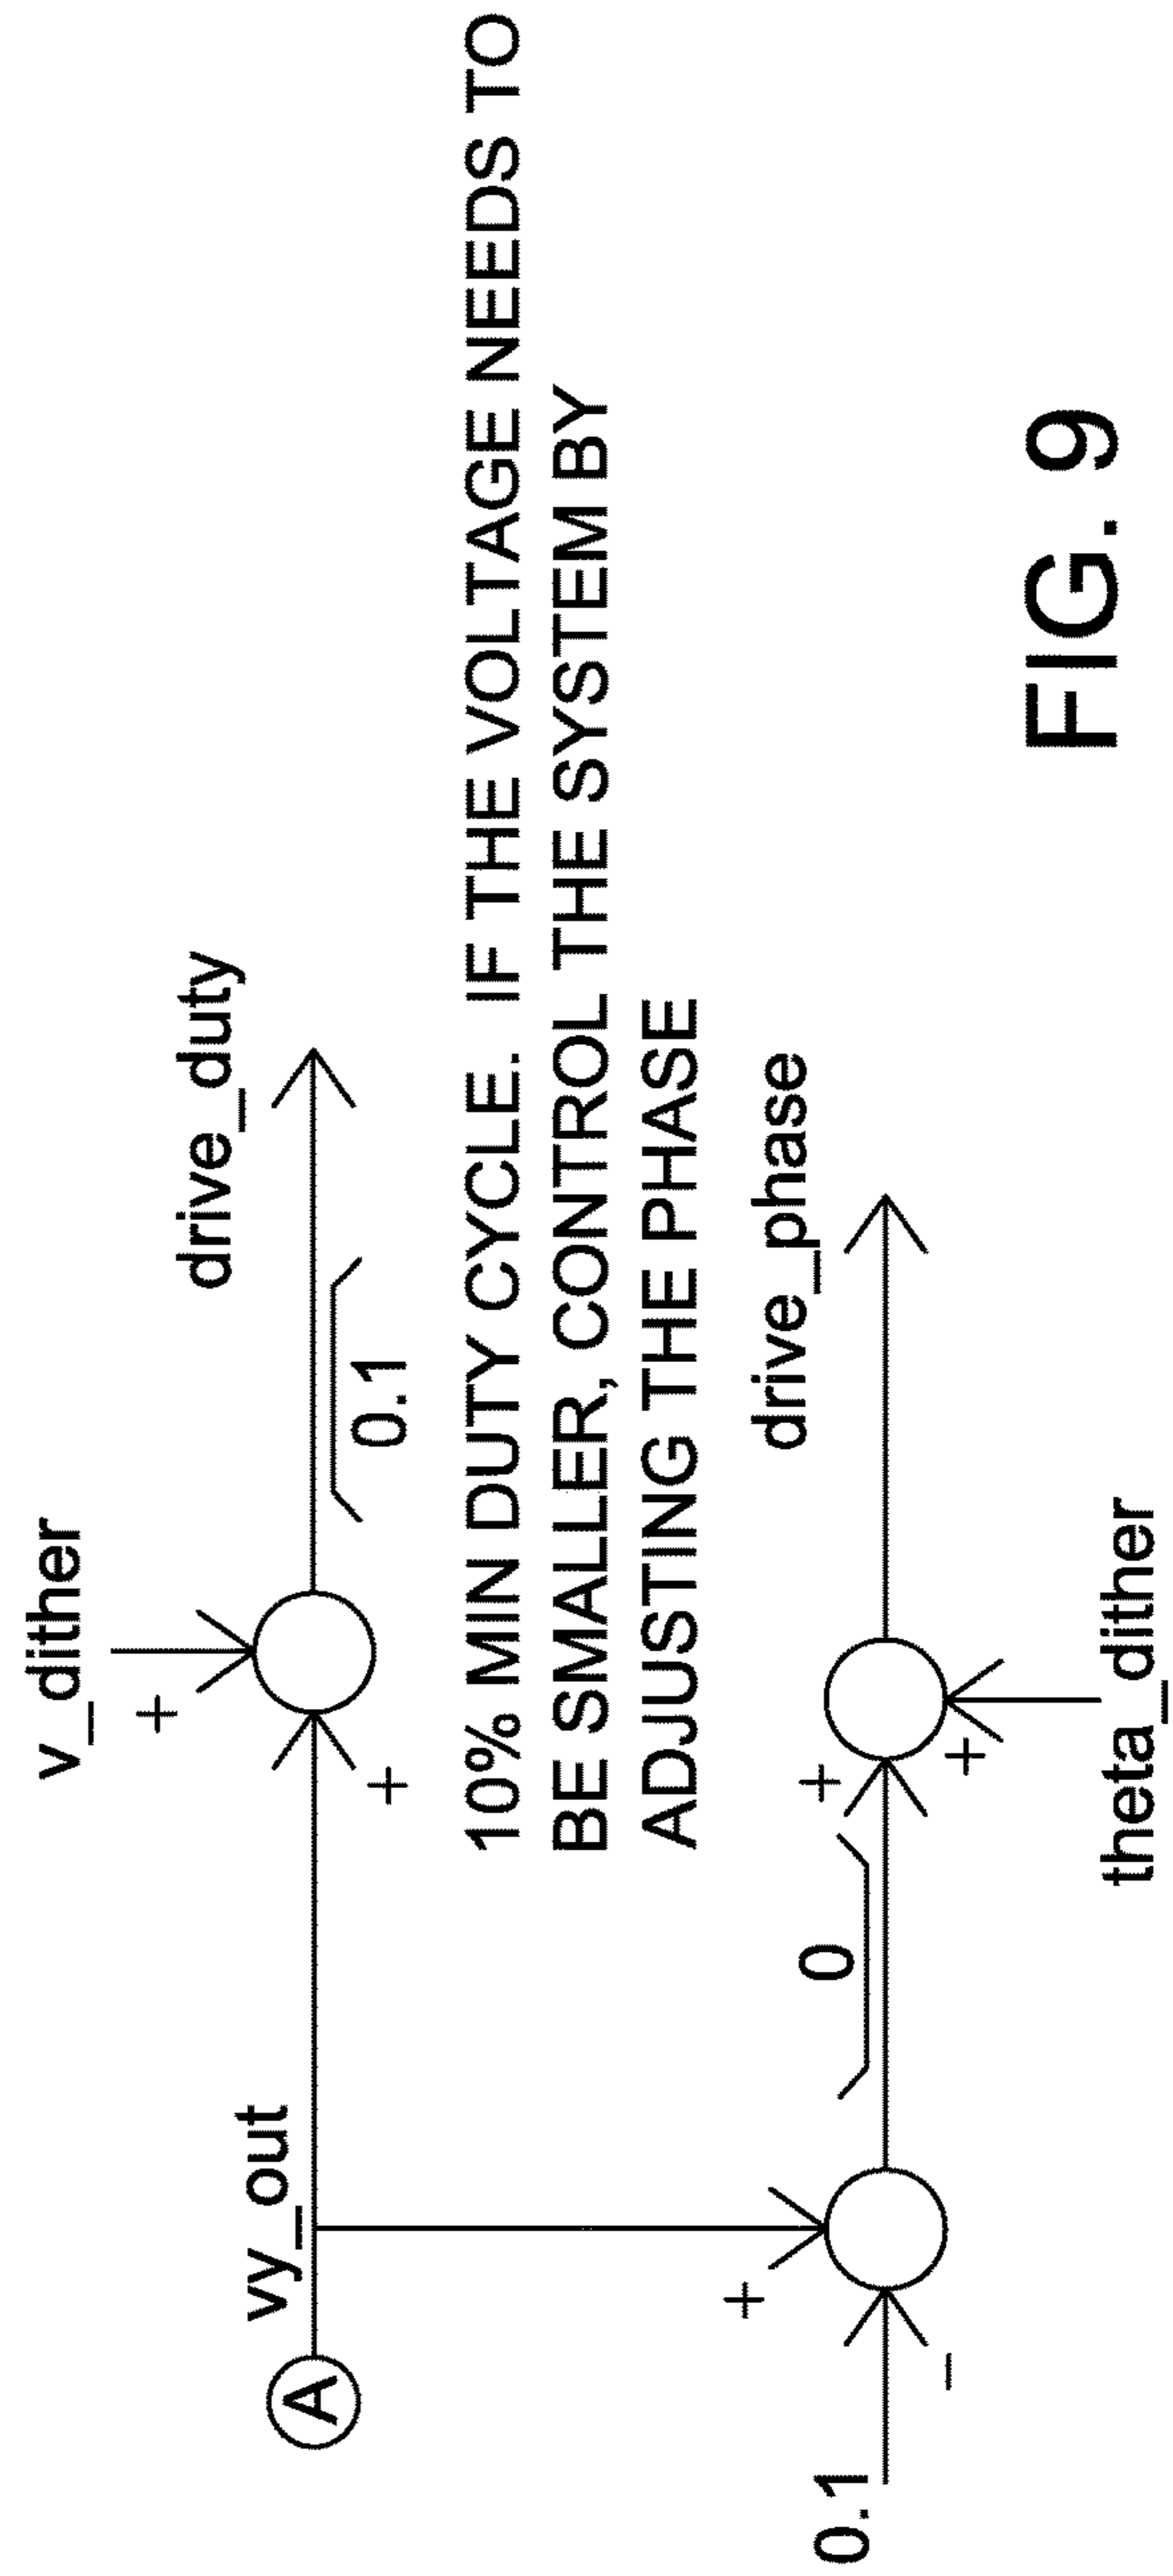 v_dither
+
drive_duty
A
vy_out
+
0.1
10% MIN DUTY CYCLE. IF THE VOLTAGE NEEDS TO
BE SMALLER, CONTROL THE SYSTEM BY
ADJUSTING THE PHASE
+
0
+
drive_phase
0.1
−
+
theta_dither
FIG. 9